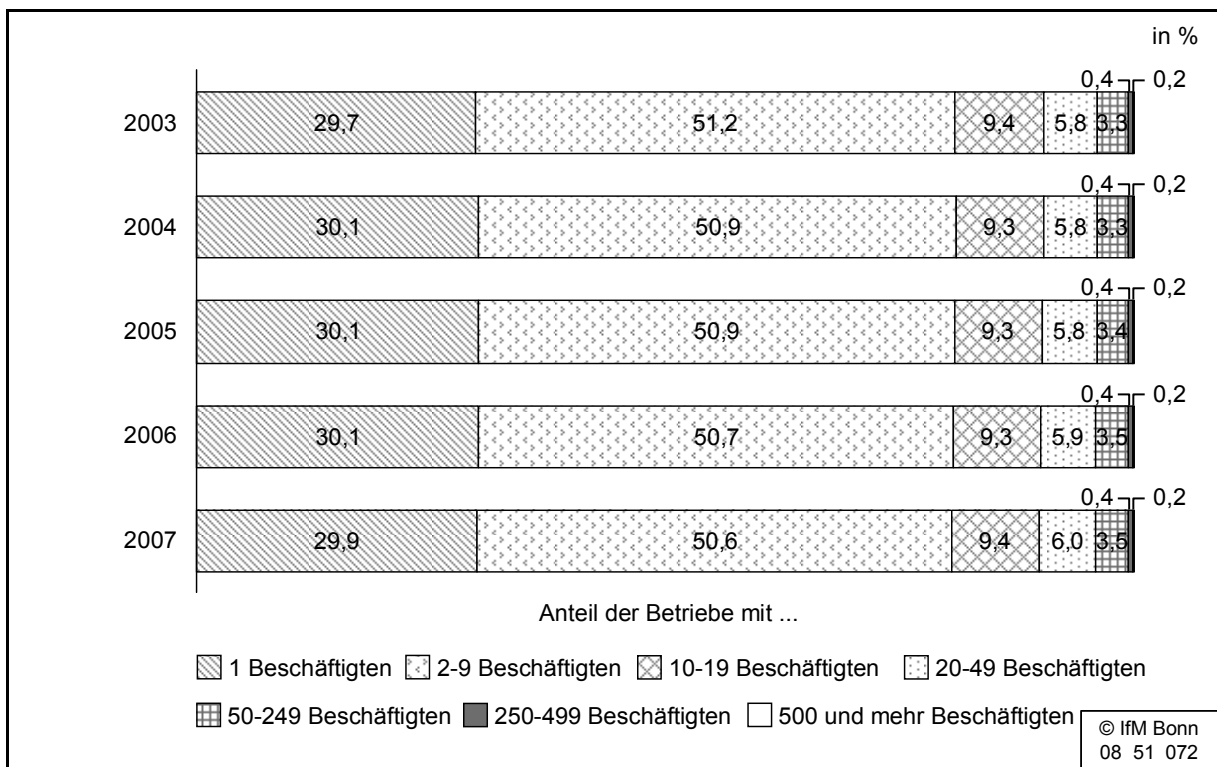 in %
0,4 0,2
2003 29,7 51,2 9,4 5,8 3,3
0,4 0,2
2004 30,1 50,9 9,3 5,8 3,3
0,4 0,2
2005 30,1 50,9 9,3 5,8 3,4
0,4 0,2
2006 30,1 50,7 9,3 5,9 3,5
0,4 0,2
2007 29,9 50,6 9,4 6,0 3,5
Anteil der Betriebe mit ...
1 Beschäftigten 2-9 Beschäftigten 10-19 Beschäftigten 20-49 Beschäftigten
50-249 Beschäftigten 250-499 Beschäftigten 500 und mehr Beschäftigten
© IfM Bonn
08 51 072